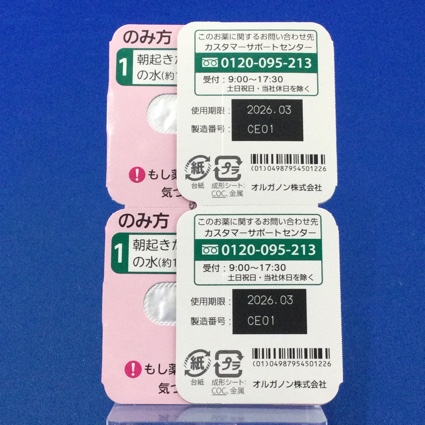 のみ方
1 朝起きた
の水(約1
もし薬
気づ
このお薬に関するお問い合わせ先
カスタマーサポートセンター
0120-095-213
受付:9:00~17:30
土日祝日・当社休日を除く
使用期限: 2026.03
製造番号: CE01
(01)04987954501226
紙
台紙
プラ
成形シート:
COC, 金属
オルガノン株式会社
のみ方
1 朝起きた
の水(約1
もし薬
気づ
このお薬に関するお問い合わせ先
カスタマーサポートセンター
0120-095-213
受付:9:00~17:30
土日祝日・当社休日を除く
使用期限: 2026.03
製造番号: CE01
(01)04987954501226
紙
台紙
プラ
成形シート:
COC, 金属
オルガノン株式会社